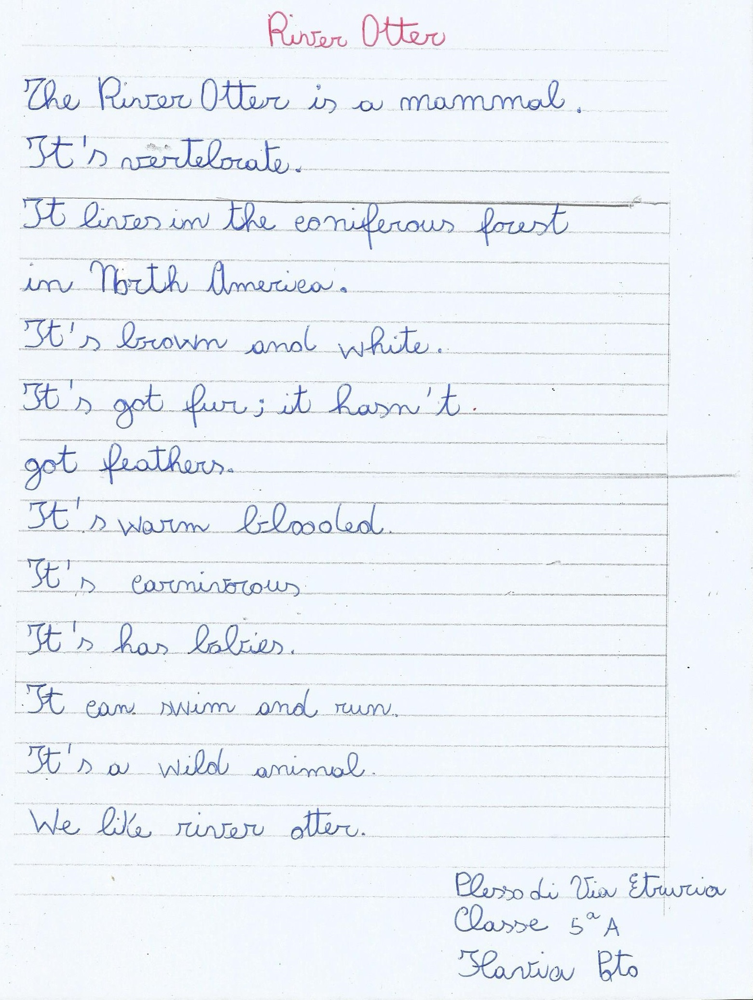 River Otter
The River Otter is a mammal.
It's vertebrate.
It lives in the coniferous forest
in North America.
It's brown and white.
It's got fur; it hasn't.
got feathers.
It's warm blooded.
It's carnivorous
It's has babies.
It can swim and run.
It's a wild animal.
We like river otter.
Plesso di Via Etruria
Classe 5ª A
Flavia